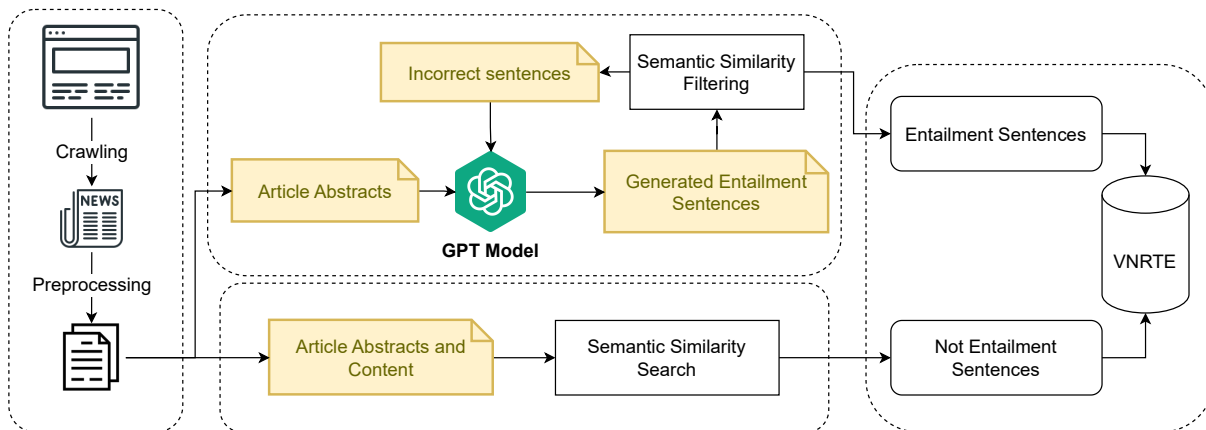 Crawling
NEWS
Preprocessing
Incorrect sentences
Semantic Similarity
Filtering
Article Abstracts
GPT Model
Generated Entailment
Sentences
Article Abstracts and
Content
Semantic Similarity
Search
Entailment Sentences
VNRTE
Not Entailment
Sentences